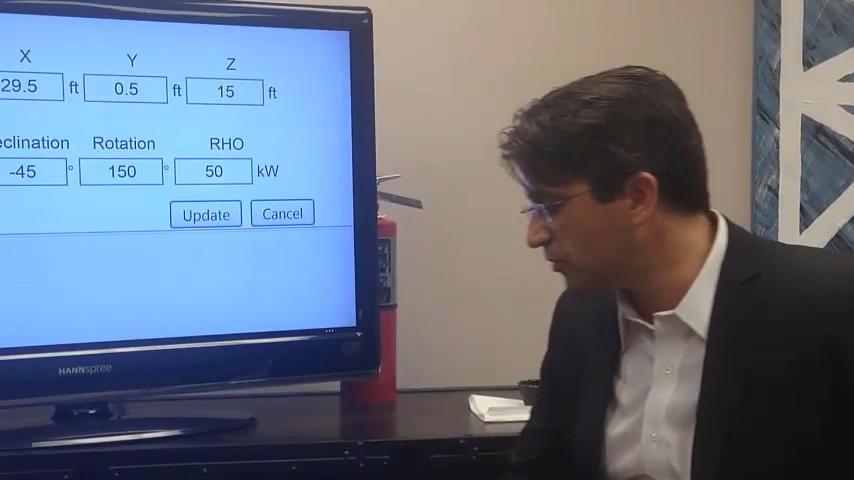 X Y Z
29.5 ft 0.5 ft 15 ft
eclination Rotation RHO
-45 ° 150 ° 50 kW
Update Cancel
HANNspree